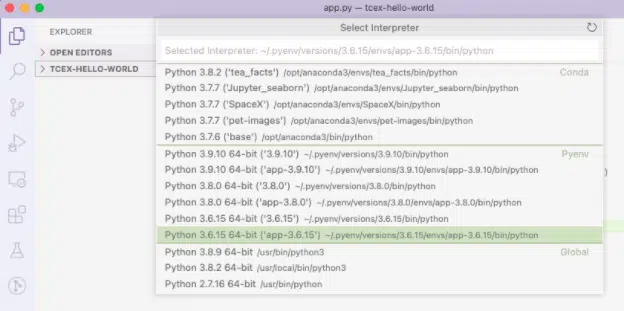 app.py — tcex-hello-world
EXPLORER
OPEN EDITORS
TCEX-HELLO-WORLD
Select Interpreter
Selected Interpreter: ~/.pyenv/versions/3.6.15/envs/app-3.6.15/bin/python
Python 3.8.2 ('tea_facts') /opt/anaconda3/envs/tea_facts/bin/python Conda
Python 3.7.7 ('Jupyter_seaborn') /opt/anaconda3/envs/Jupyter_seaborn/bin/python
Python 3.7.7 ('SpaceX') /opt/anaconda3/envs/SpaceX/bin/python
Python 3.7.7 ('pet-images') /opt/anaconda3/envs/pet-images/bin/python
Python 3.7.6 ('base') /opt/anaconda3/bin/python
Python 3.9.10 64-bit ('3.9.10') ~/.pyenv/versions/3.9.10/bin/python Pyenv
Python 3.9.10 64-bit ('app-3.9.10') ~/.pyenv/versions/3.9.10/envs/app-3.9.10/bin/python
Python 3.8.0 64-bit ('3.8.0') ~/.pyenv/versions/3.8.0/bin/python
Python 3.8.0 64-bit ('app-3.8.0') ~/.pyenv/versions/3.8.0/envs/app-3.8.0/bin/python
Python 3.6.15 64-bit ('3.6.15') ~/.pyenv/versions/3.6.15/bin/python
Python 3.6.15 64-bit ('app-3.6.15') ~/.pyenv/versions/3.6.15/envs/app-3.6.15/bin/python
Python 3.8.9 64-bit /usr/bin/python3 Global
Python 3.8.2 64-bit /usr/local/bin/python3
Python 2.7.16 64-bit /usr/bin/python